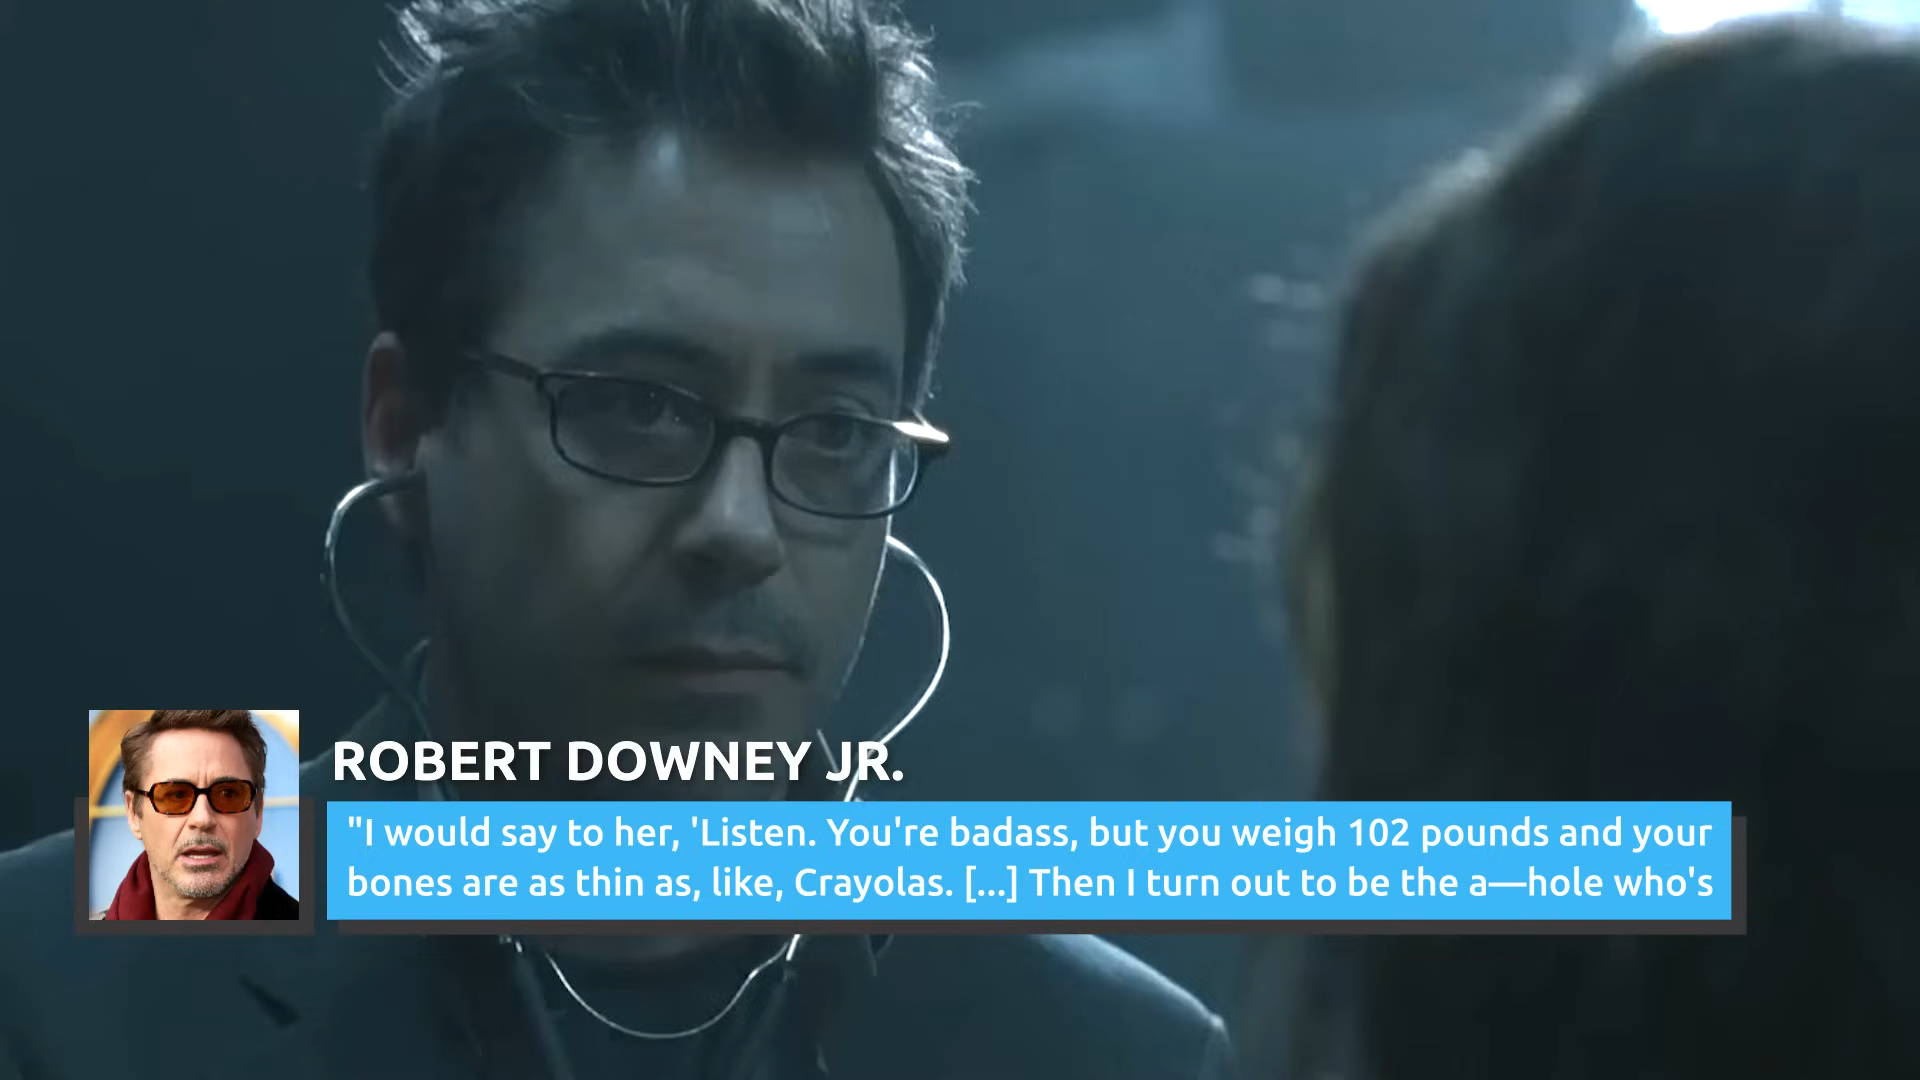 ROBERT DOWNEY JR.
"I would say to her, 'Listen. You're badass, but you weigh 102 pounds and your
bones are as thin as, like, Crayolas. [...] Then I turn out to be the a—hole who's